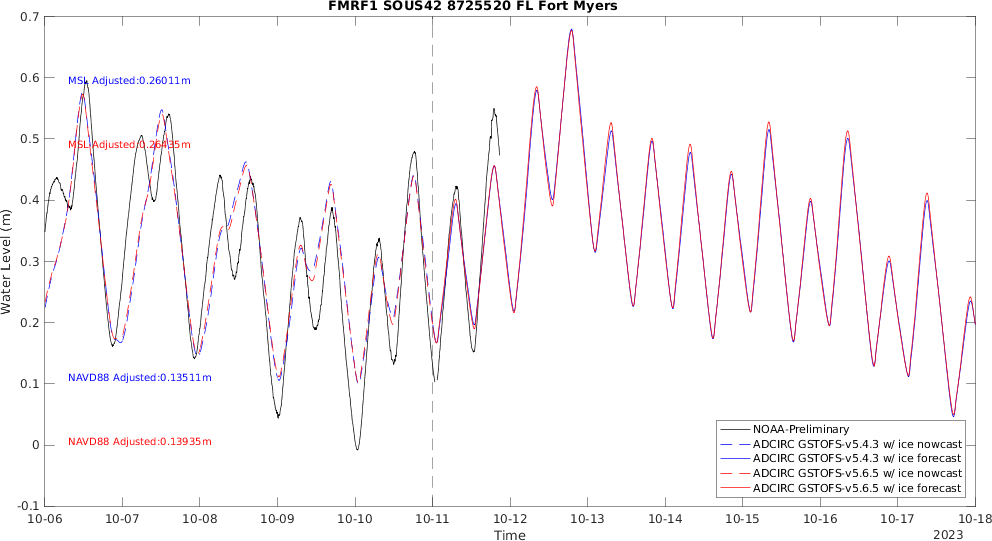 FMRF1 SOUS42 8725520 FL Fort Myers
0.7
0.6
0.5
0.4
0.3
0.2
0.1
0
-0.1
Water Level (m)
MSL Adjusted:0.26011m
MSL Adjusted:0.26435m
NAVD88 Adjusted:0.13511m
NAVD88 Adjusted:0.13935m
NOAA-Preliminary
ADCIRC GSTOFS-v5.4.3 w/ ice nowcast
ADCIRC GSTOFS-v5.4.3 w/ ice forecast
ADCIRC GSTOFS-v5.6.5 w/ ice nowcast
ADCIRC GSTOFS-v5.6.5 w/ ice forecast
10-06 10-07 10-08 10-09 10-10 10-11 10-12 10-13 10-14 10-15 10-16 10-17 10-18
Time
2023